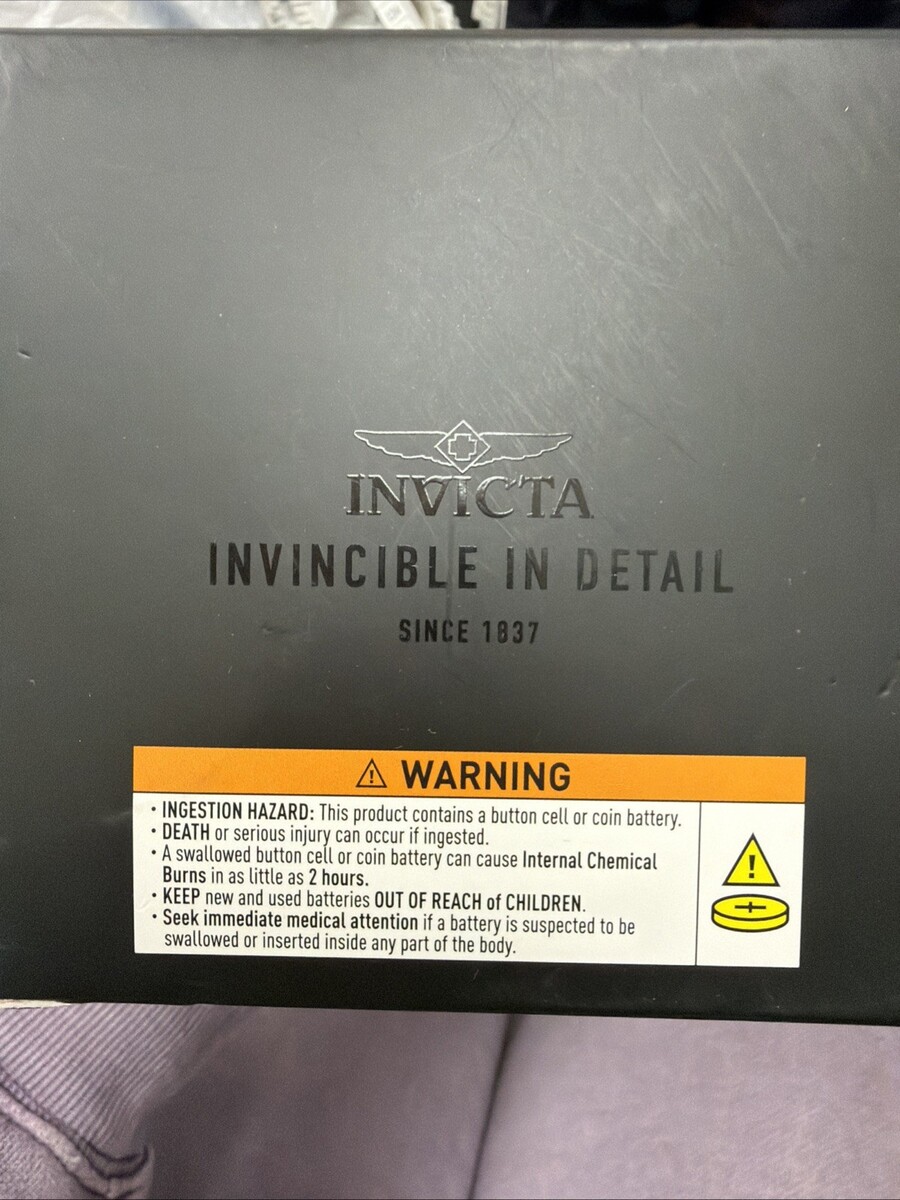 INVICTA
INVINCIBLE IN DETAIL
SINCE 1837
WARNING
• INGESTION HAZARD: This product contains a button cell or coin battery.
• DEATH or serious injury can occur if ingested.
• A swallowed button cell or coin battery can cause Internal Chemical
Burns in as little as 2 hours.
• KEEP new and used batteries OUT OF REACH of CHILDREN.
• Seek immediate medical attention if a battery is suspected to be
swallowed or inserted inside any part of the body.